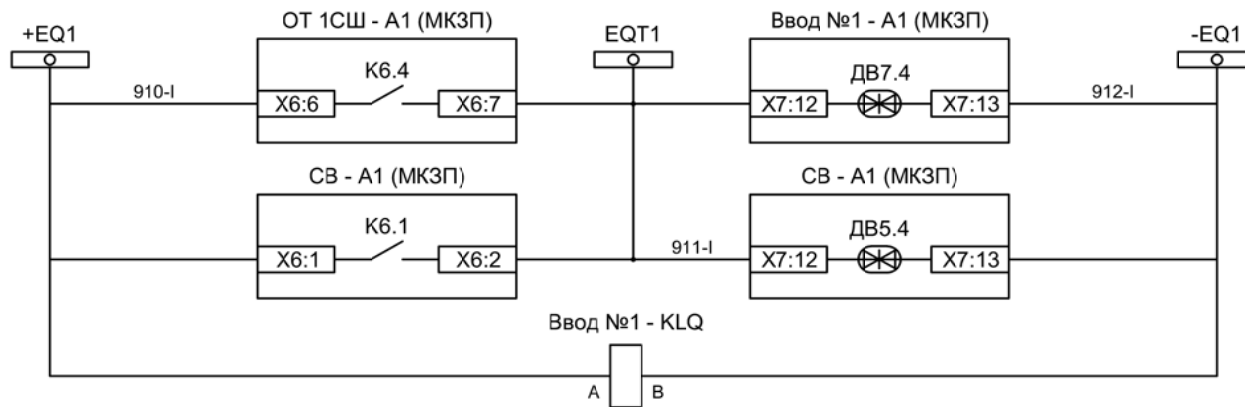 +EQ1
ОТ 1СШ - А1 (МКЗП)
EQT1
Ввод №1 - А1 (МКЗП)
-EQ1
910-I
X6:6
К6.4
X6:7
X7:12
ДВ7.4
X7:13
912-I
СВ - А1 (МКЗП)
СВ - А1 (МКЗП)
X6:1
К6.1
X6:2
911-I
X7:12
ДВ5.4
X7:13
Ввод №1 - KLQ
A
B